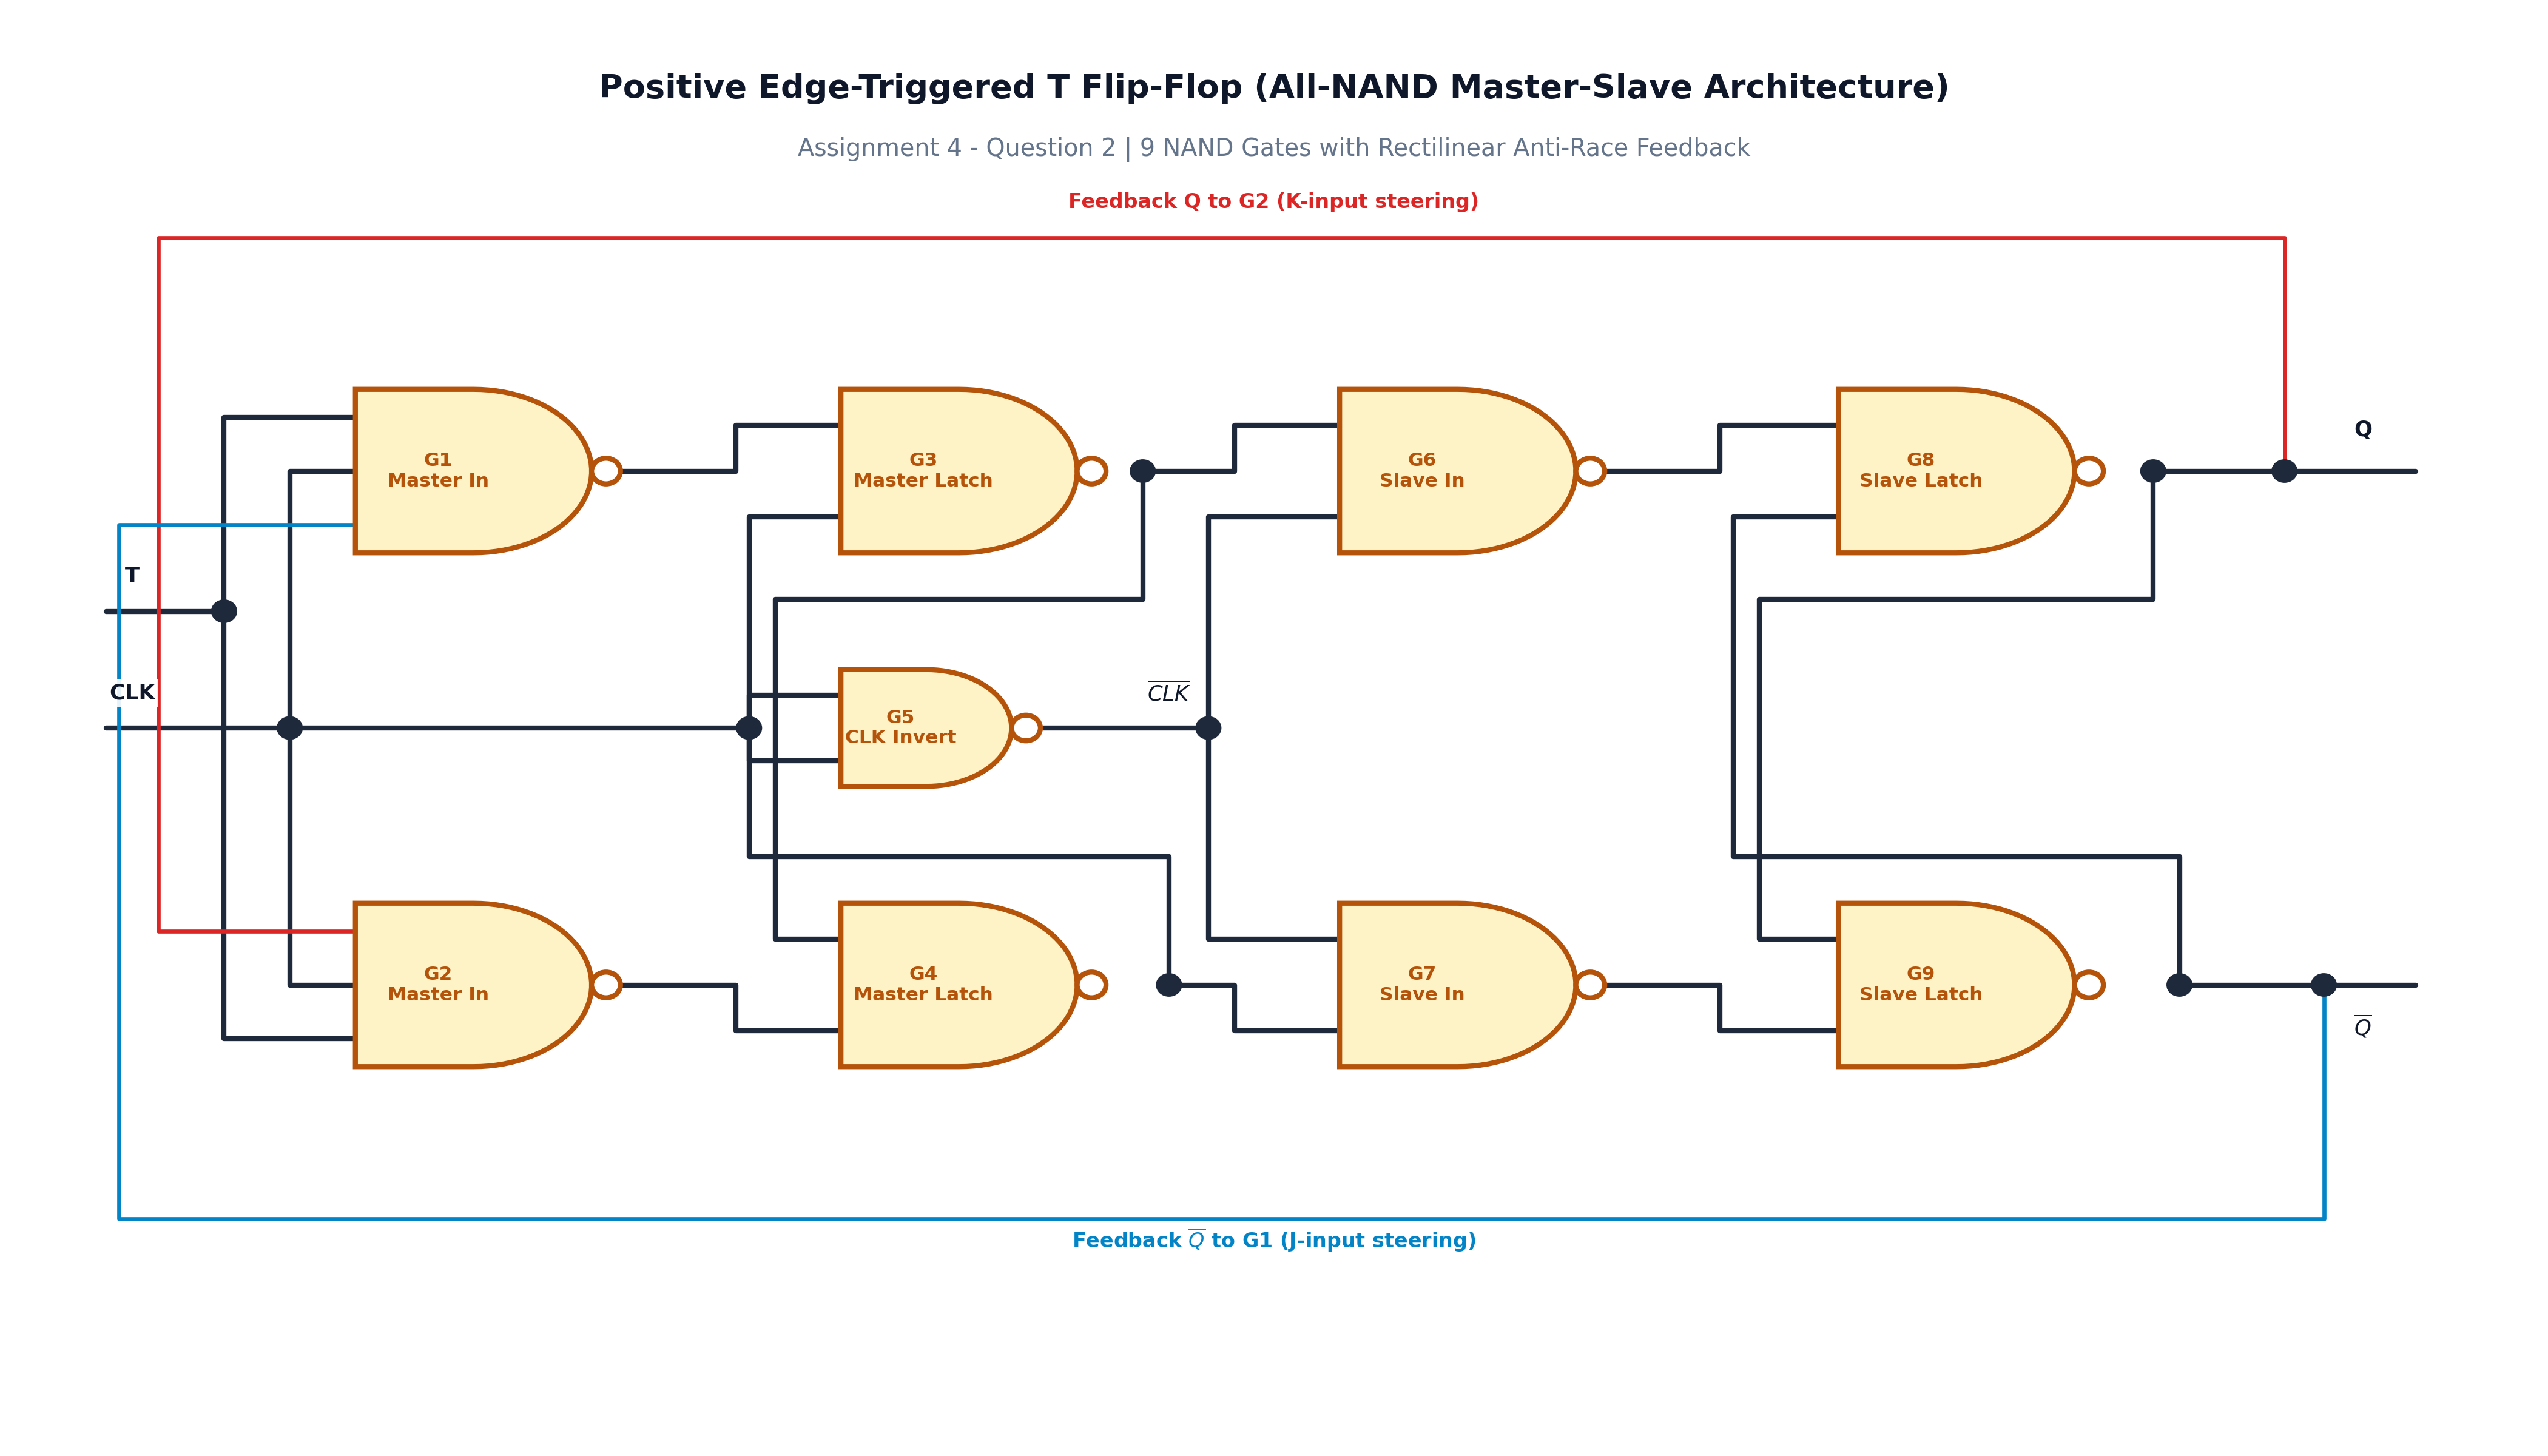 Positive Edge-Triggered T Flip-Flop (All-NAND Master-Slave Architecture)
Assignment 4 - Question 2 | 9 NAND Gates with Rectilinear Anti-Race Feedback
Feedback Q to G2 (K-input steering)
Q
G1
Master In
G3
Master Latch
G6
Slave In
G8
Slave Latch
T
CLK
C̅L̅K̅
G5
CLK Invert
G2
Master In
G4
Master Latch
G7
Slave In
G9
Slave Latch
Q̅
Feedback Q̅ to G1 (J-input steering)